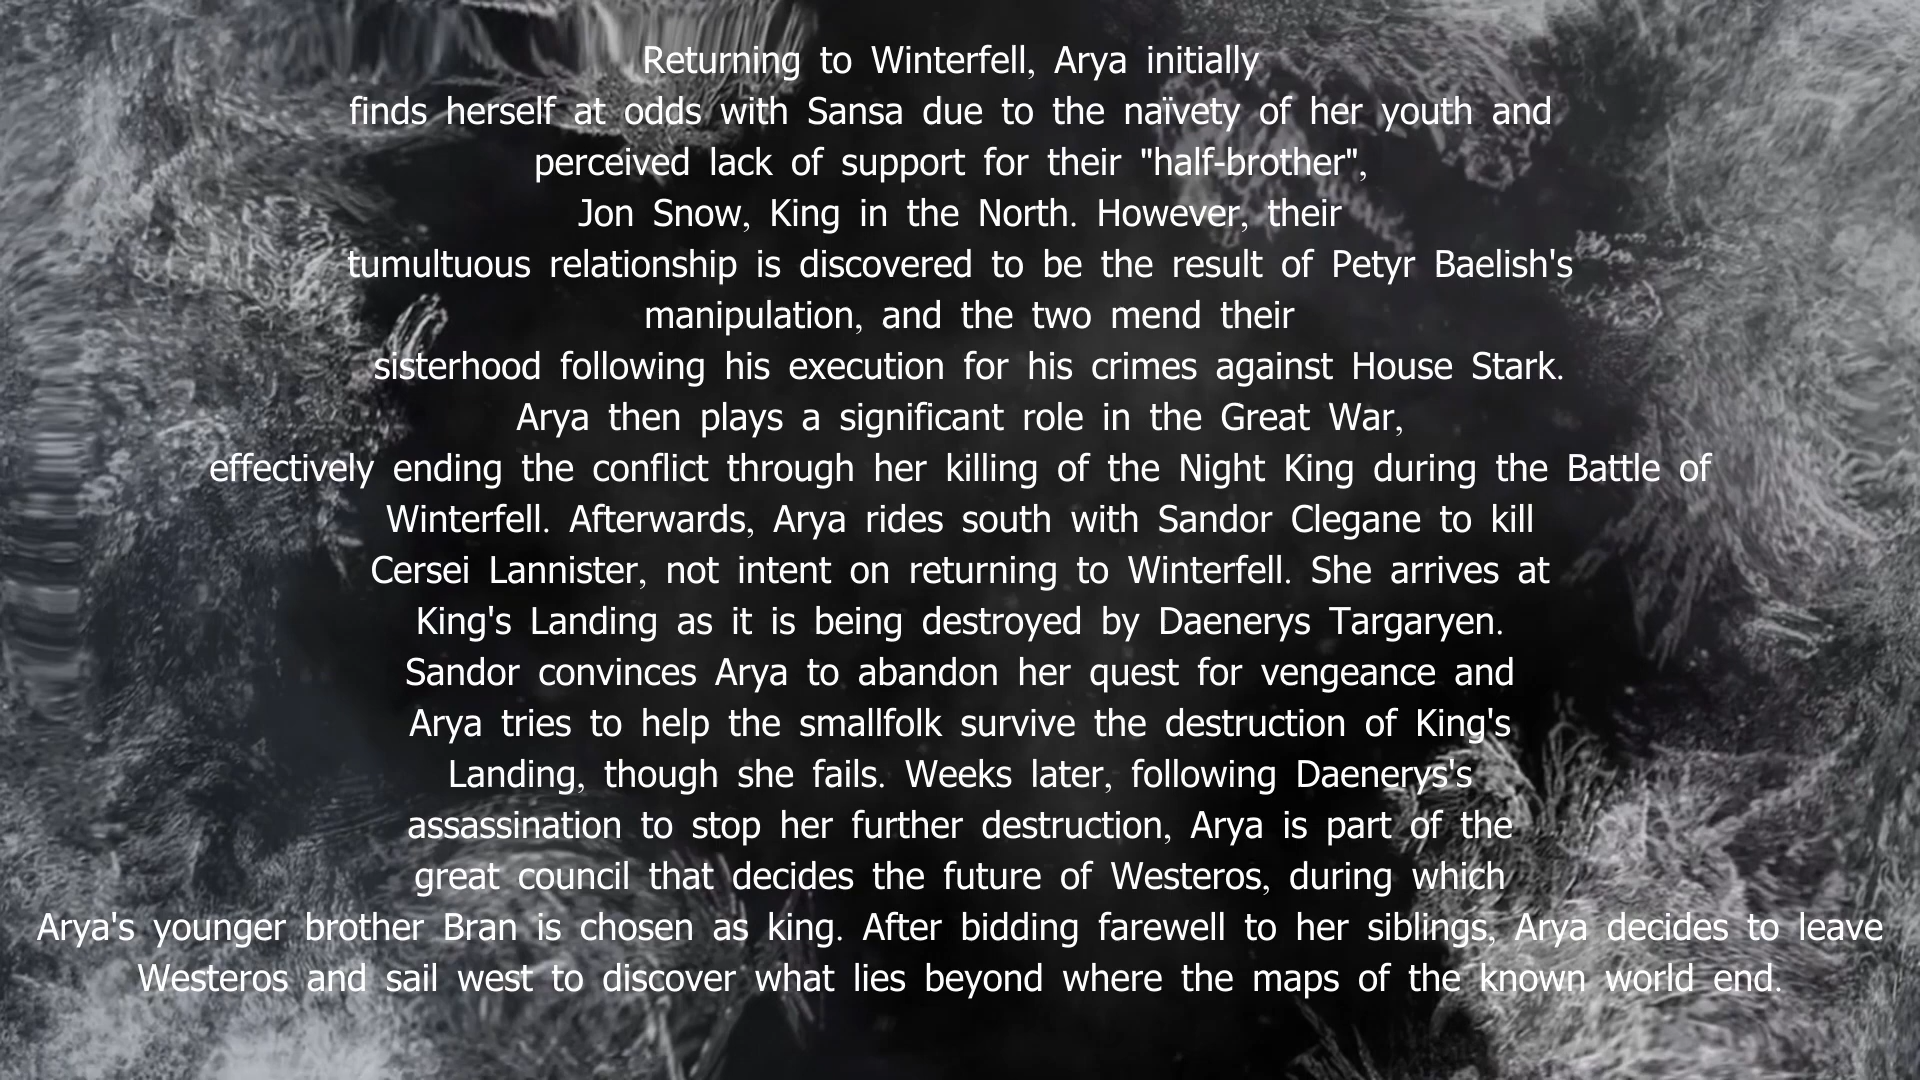 Returning to Winterfell, Arya initially
finds herself at odds with Sansa due to the naïvety of her youth and
perceived lack of support for their "half-brother",
Jon Snow, King in the North. However, their
tumultuous relationship is discovered to be the result of Petyr Baelish's
manipulation, and the two mend their
sisterhood following his execution for his crimes against House Stark.
Arya then plays a significant role in the Great War,
effectively ending the conflict through her killing of the Night King during the Battle of
Winterfell. Afterwards, Arya rides south with Sandor Clegane to kill
Cersei Lannister, not intent on returning to Winterfell. She arrives at
King's Landing as it is being destroyed by Daenerys Targaryen.
Sandor convinces Arya to abandon her quest for vengeance and
Arya tries to help the smallfolk survive the destruction of King's
Landing, though she fails. Weeks later, following Daenerys's
assassination to stop her further destruction, Arya is part of the
great council that decides the future of Westeros, during which
Arya's younger brother Bran is chosen as king. After bidding farewell to her siblings, Arya decides to leave
Westeros and sail west to discover what lies beyond where the maps of the known world end.